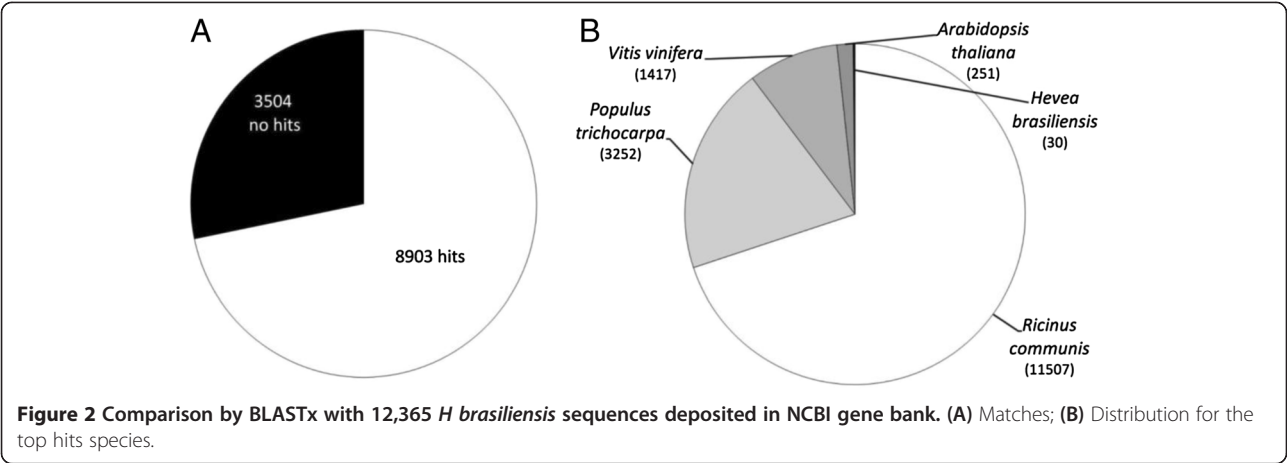 A
3504
no hits
8903 hits
B
Vitis vinifera
(1417)
Populus
trichocarpa
(3252)
Arabidopsis
thaliana
(251)
Hevea
brasiliensis
(30)
Ricinus
communis
(11507)
Figure 2 Comparison by BLASTx with 12,365 H brasiliensis sequences deposited in NCBI gene bank. (A) Matches; (B) Distribution for the
top hits species.